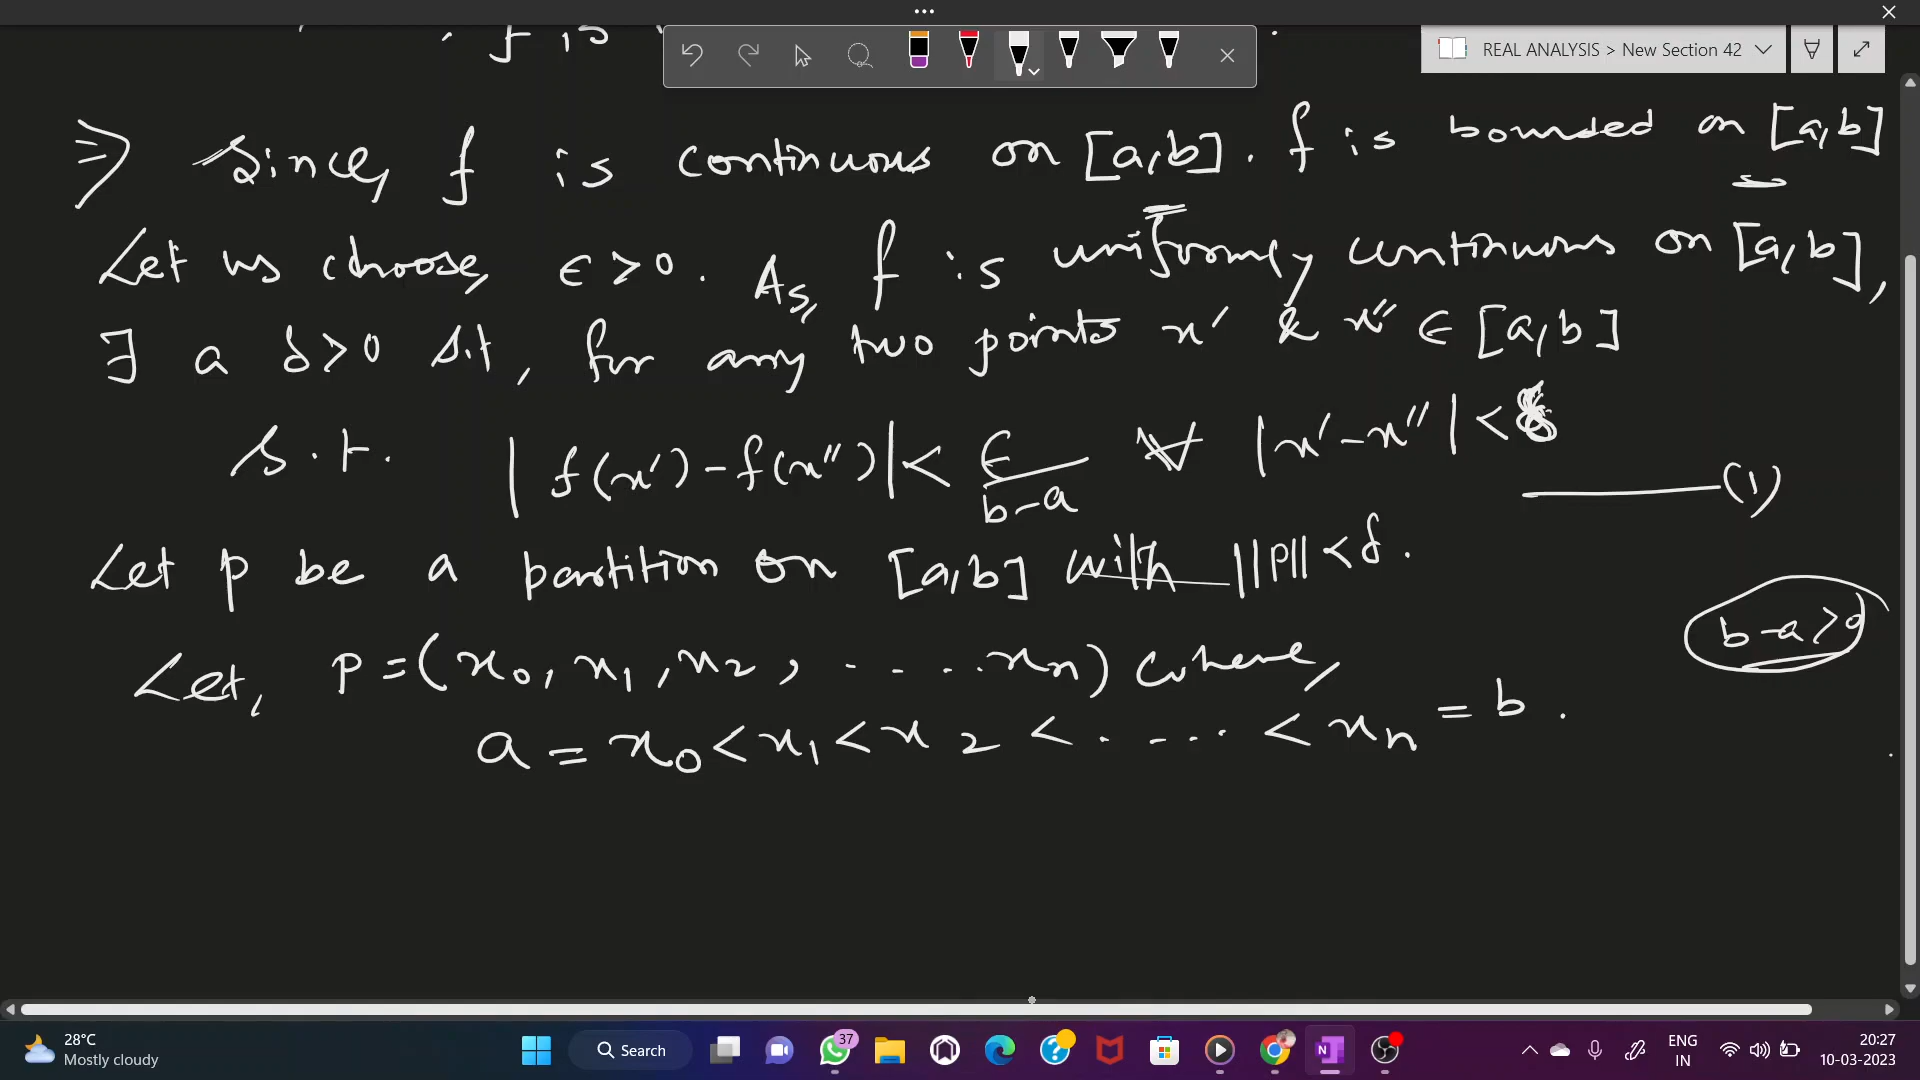 f is
REAL ANALYSIS > New Section 42
⇒ Since, f is continuous on [a,b]. f is bounded on [a,b]
Let us choose, ϵ > 0. As, f is uniformly continuous on [a,b],
∃ a δ > 0 s.t, for any two points x' & x'' ∈ [a,b]
s.t. |f(x') - f(x'')| < ϵ/(b-a) ∀ |x' - x''| < δ ——— (1)
Let P be a partition on [a,b] with ||P|| < δ.
b-a > 0
Let, P = (x₀, x₁, x₂, ..... xₙ) where,
a = x₀ < x₁ < x₂ < ..... < xₙ = b.
28°C
Mostly cloudy
Search
37
ENG
IN
20:27
10-03-2023